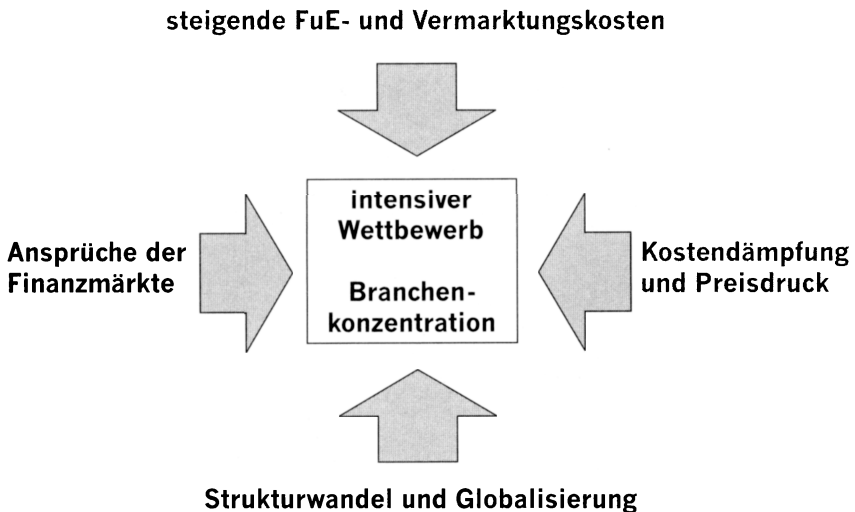 steigende FuE- und Vermarktungskosten
Ansprüche der
Finanzmärkte
intensiver
Wettbewerb
Branchen-
konzentration
Kostendämpfung
und Preisdruck
Strukturwandel und Globalisierung